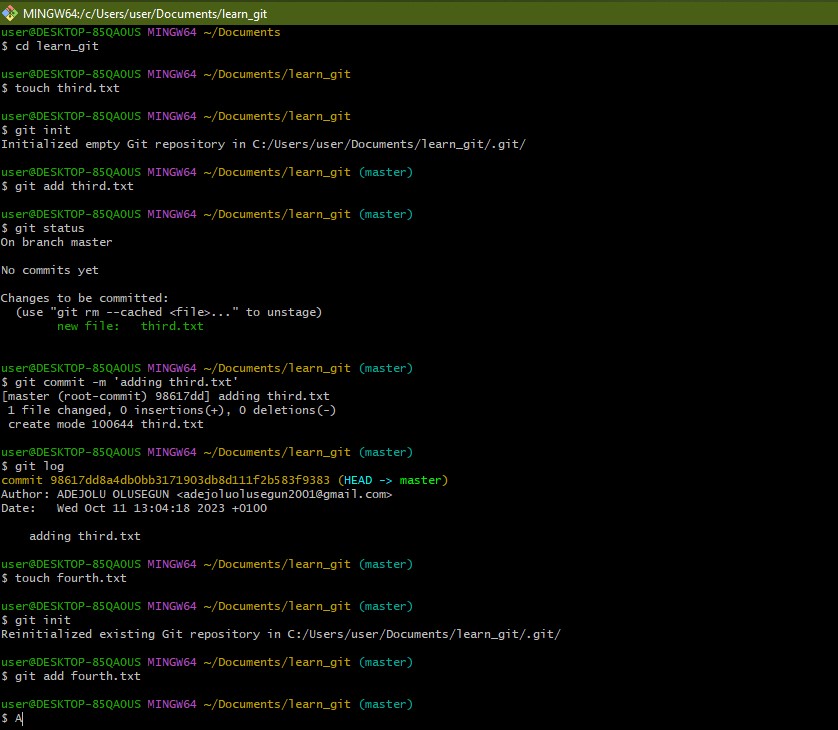 MINGW64:/c/Users/user/Documents/learn_git
user@DESKTOP-85QAOUS MINGW64 ~/Documents
$ cd learn_git
user@DESKTOP-85QAOUS MINGW64 ~/Documents/learn_git
$ touch third.txt
user@DESKTOP-85QAOUS MINGW64 ~/Documents/learn_git
$ git init
Initialized empty Git repository in C:/Users/user/Documents/learn_git/.git/
user@DESKTOP-85QAOUS MINGW64 ~/Documents/learn_git (master)
$ git add third.txt
user@DESKTOP-85QAOUS MINGW64 ~/Documents/learn_git (master)
$ git status
On branch master
No commits yet
Changes to be committed:
(use "git rm --cached <file>..." to unstage)
new file: third.txt
user@DESKTOP-85QAOUS MINGW64 ~/Documents/learn_git (master)
$ git commit -m 'adding third.txt'
[master (root-commit) 98617dd] adding third.txt
1 file changed, 0 insertions(+), 0 deletions(-)
create mode 100644 third.txt
user@DESKTOP-85QAOUS MINGW64 ~/Documents/learn_git (master)
$ git log
commit 98617dd8a4db0bb3171903db8d111f2b583f9383 (HEAD -> master)
Author: ADEJOLU OLUSEGUN <adejoluolusegun2001@gmail.com>
Date: Wed Oct 11 13:04:18 2023 +0100
adding third.txt
user@DESKTOP-85QAOUS MINGW64 ~/Documents/learn_git (master)
$ touch fourth.txt
user@DESKTOP-85QAOUS MINGW64 ~/Documents/learn_git (master)
$ git init
Reinitialized existing Git repository in C:/Users/user/Documents/learn_git/.git/
user@DESKTOP-85QAOUS MINGW64 ~/Documents/learn_git (master)
$ git add fourth.txt
user@DESKTOP-85QAOUS MINGW64 ~/Documents/learn_git (master)
$ A